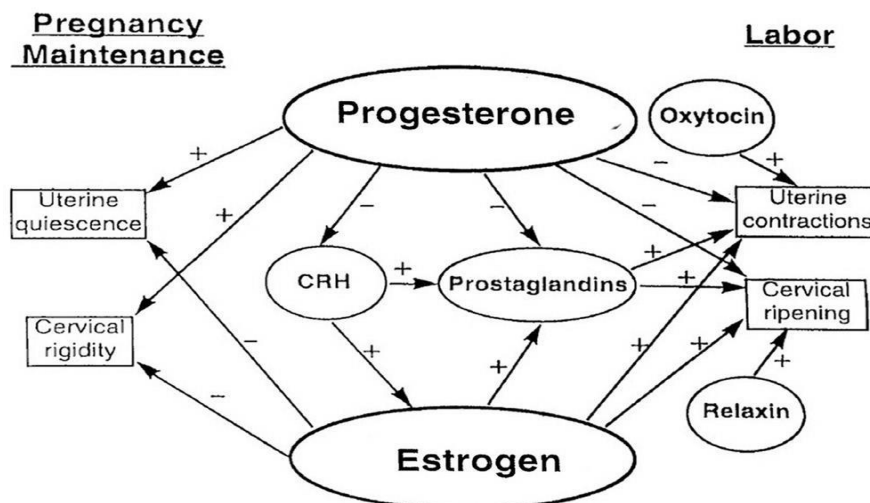 Pregnancy
Maintenance
Labor
Progesterone
Oxytocin
+
-
+
Uterine
quiescence
+
-
-
-
Uterine
contractions
+
CRH
+
Prostaglandins
+
Cervical
ripening
Cervical
rigidity
-
+
+
+
+
+
-
Relaxin
Estrogen